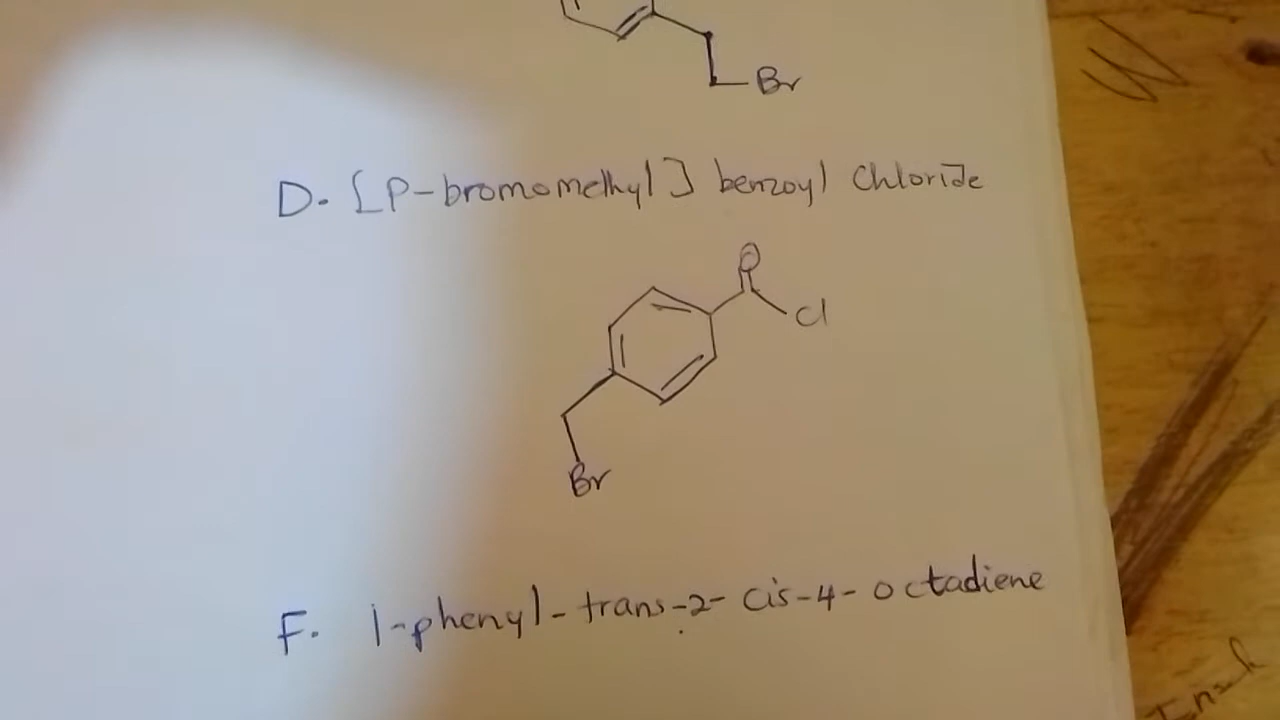 Br
D. [P-bromomethyl] benzoyl Chloride
O
Cl
Br
F. 1-phenyl-trans-2-cis-4-octadiene